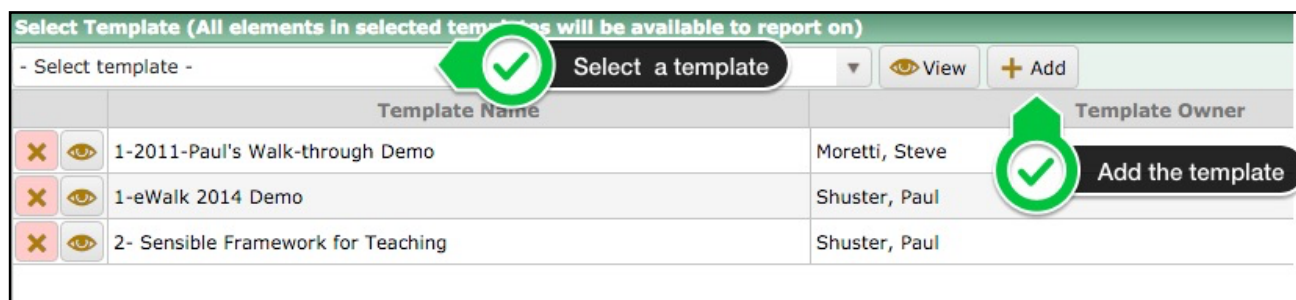 Select Template (All elements in selected templates will be available to report on)
- Select template - Select a template View Add
Template Name Template Owner
1-2011-Paul's Walk-through Demo Moretti, Steve
Add the template
1-eWalk 2014 Demo Shuster, Paul
2- Sensible Framework for Teaching Shuster, Paul